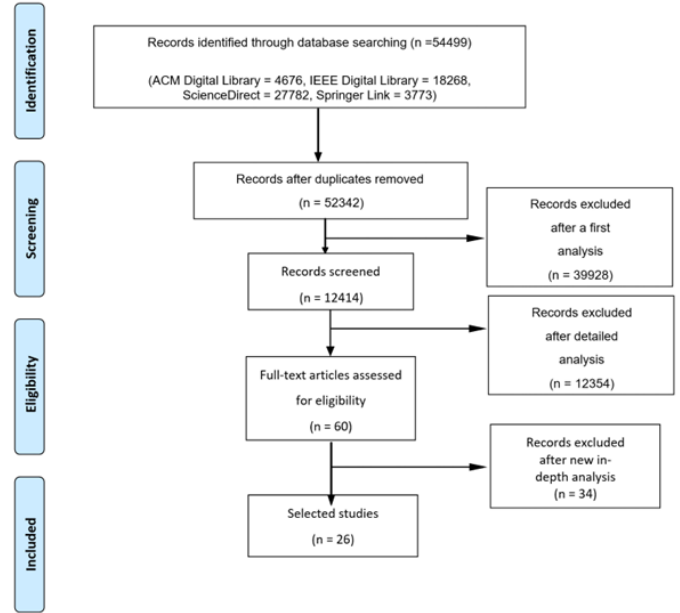 Identification
Records identified through database searching (n =54499)
(ACM Digital Library = 4676, IEEE Digital Library = 18268,
ScienceDirect = 27782, Springer Link = 3773)
Screening
Records after duplicates removed
(n = 52342)
Records excluded
after a first
analysis
(n = 39928)
Records screened
(n = 12414)
Records excluded
after detailed
analysis
(n = 12354)
Eligibility
Full-text articles assessed
for eligibility
(n = 60)
Records excluded
after new in-
depth analysis
(n = 34)
Included
Selected studies
(n = 26)